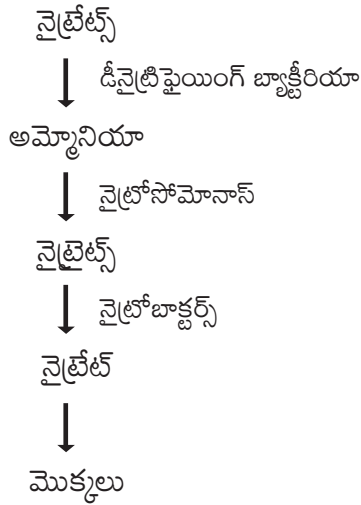 నైట్రేట్స్
డీనైట్రిఫైయింగ్ బ్యాక్టీరియా
అమ్మోనియా
నైట్రోసోమోనాస్
నైట్రైట్స్
నైట్రోబాక్టర్స్
నైట్రేట్
మొక్కలు